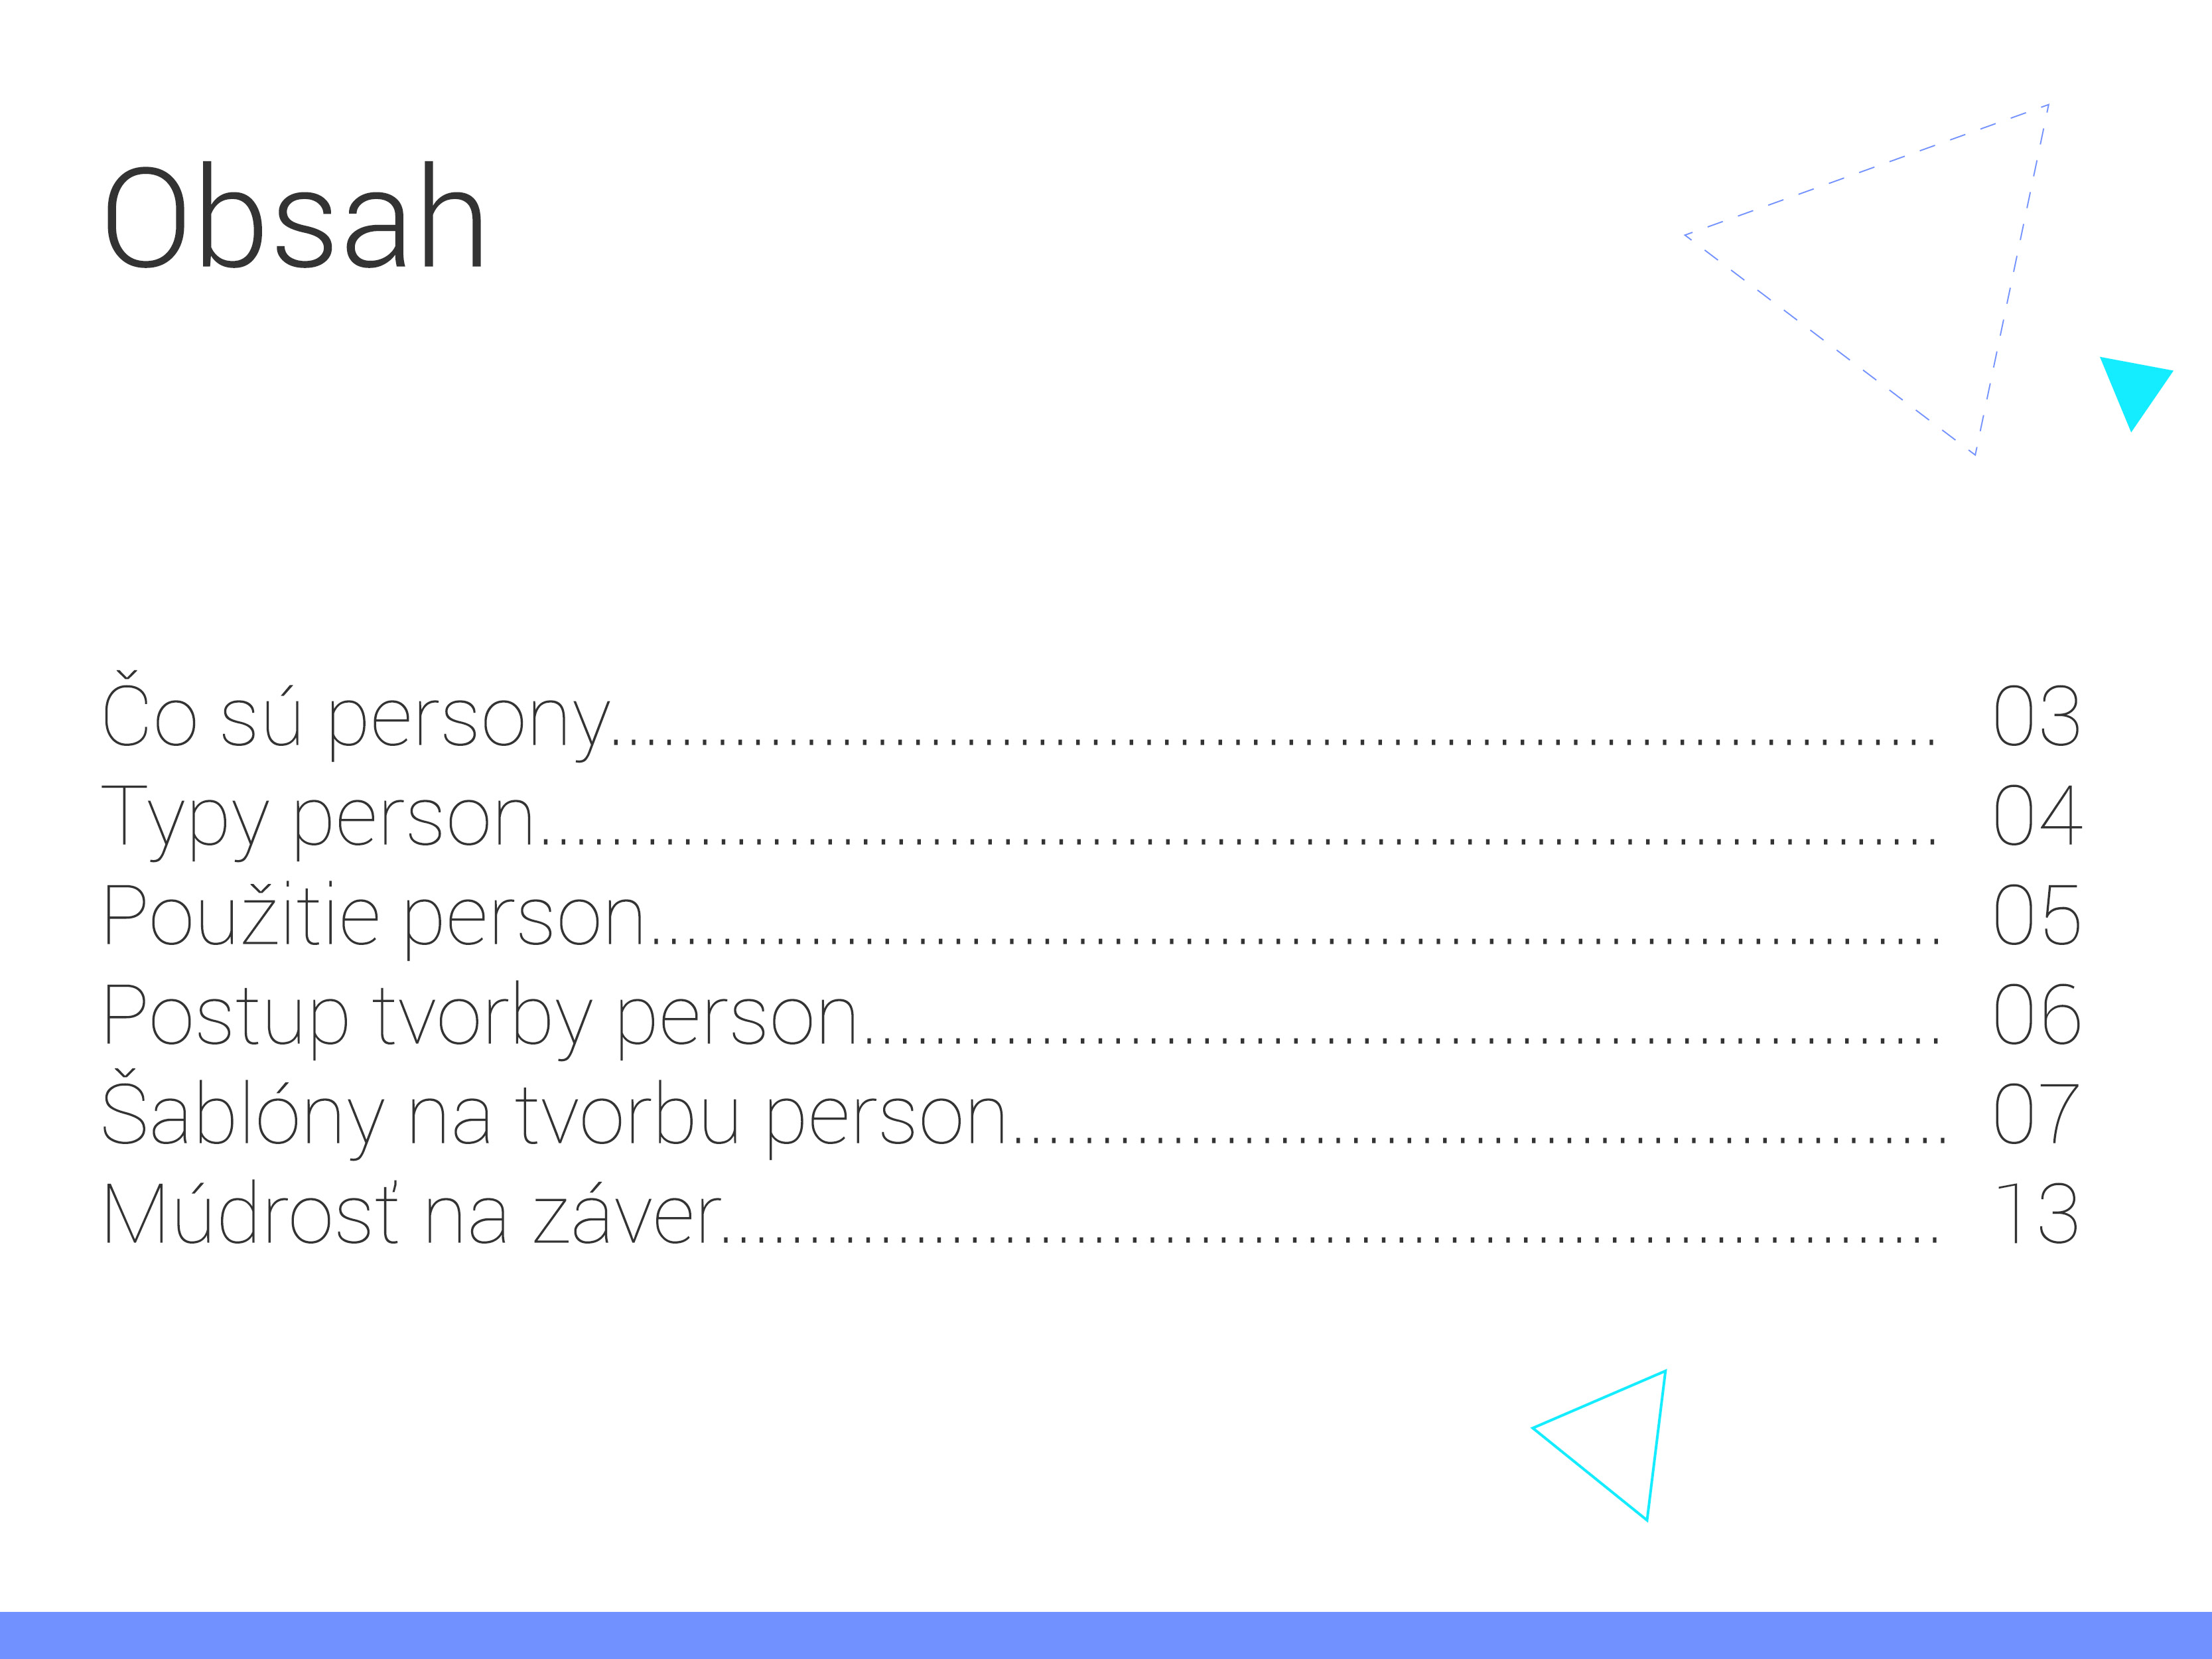 Obsah
Čo sú persony........................................................................... 03
Typy person............................................................................... 04
Použitie person......................................................................... 05
Postup tvorby person............................................................. 06
Šablóny na tvorbu person..................................................... 07
Múdrosť na záver..................................................................... 13